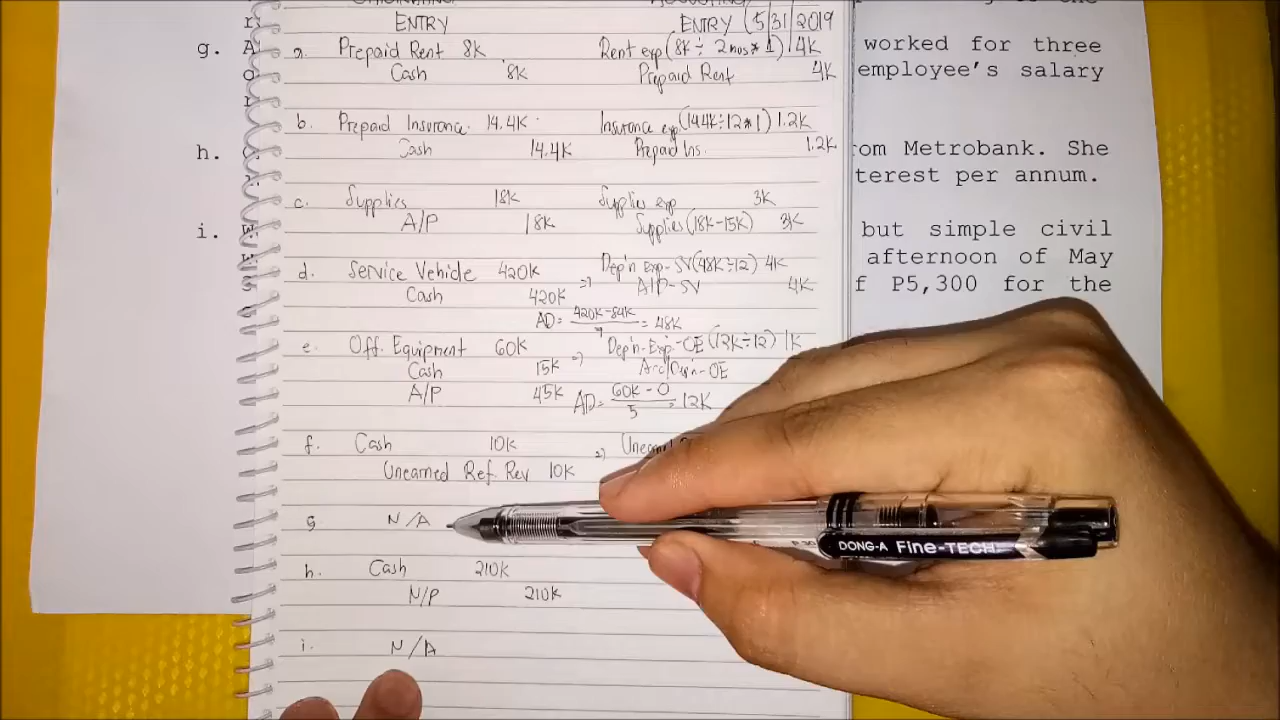 ENTRY ENTRY (5/31/2019
g. A worked for three
a. Prepaid Rent 8K Rent exp (8K ÷ 2mos * 1) 4K
Cash 8K Prepaid Rent 4K
employee's salary
b. Prepaid Insurance 14.4K Insurance exp (14.4K ÷ 12 * 1) 1.2K
h. Cash 14.4K Prepaid Ins. 1.2K
om Metrobank. She
terest per annum.
c. Supplies 18K Supplies exp 3K
i. A/P 18K Supplies (18K-15K) 3K
but simple civil
afternoon of May
d. Service Vehicle 420K => Dep'n Exp-SV (48K÷12) 4K
Cash 420K A/D-SV 4K
f P5,300 for the
AD= 420K-84K / 7 = 48K
e. Off. Equipment 60K => Dep'n-Exp-OE (12K÷12) 1K
Cash 15K Acc/Dep'n-OE
A/P 45K AD= 60K-0 / 5 = 12K
f. Cash 10K =>
Unearned Ref. Rev 10K
g N/A
DONG-A Fine-TECH
h. Cash 210K
N/P 210K
i. N/A